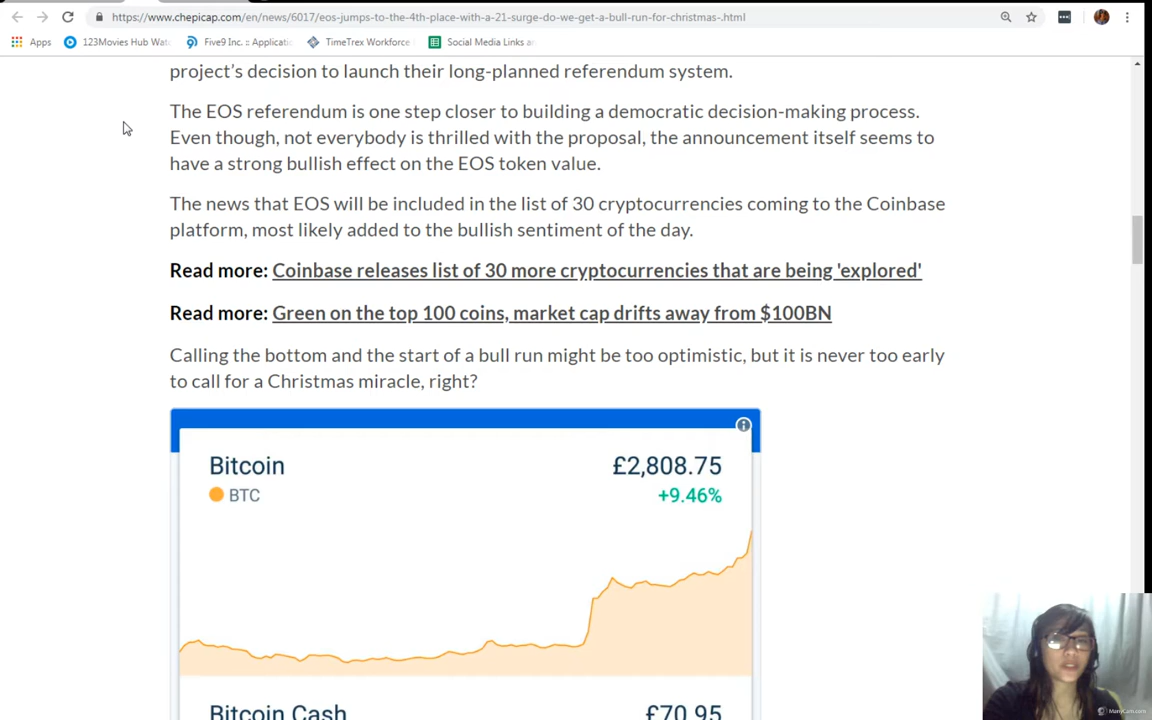 https://www.chepicap.com/en/news/6017/eos-jumps-to-the-4th-place-with-a-21-surge-do-we-get-a-bull-run-for-christmas-.html
Apps 123Movies Hub Watc Five9 Inc. :: Applicati TimeTrex Workforce Social Media Links an
project's decision to launch their long-planned referendum system.
The EOS referendum is one step closer to building a democratic decision-making process.
Even though, not everybody is thrilled with the proposal, the announcement itself seems to
have a strong bullish effect on the EOS token value.
The news that EOS will be included in the list of 30 cryptocurrencies coming to the Coinbase
platform, most likely added to the bullish sentiment of the day.
Read more: Coinbase releases list of 30 more cryptocurrencies that are being 'explored'
Read more: Green on the top 100 coins, market cap drifts away from $100BN
Calling the bottom and the start of a bull run might be too optimistic, but it is never too early
to call for a Christmas miracle, right?
Bitcoin £2,808.75
BTC +9.46%
Bitcoin Cash £70.95
ManyCam.com